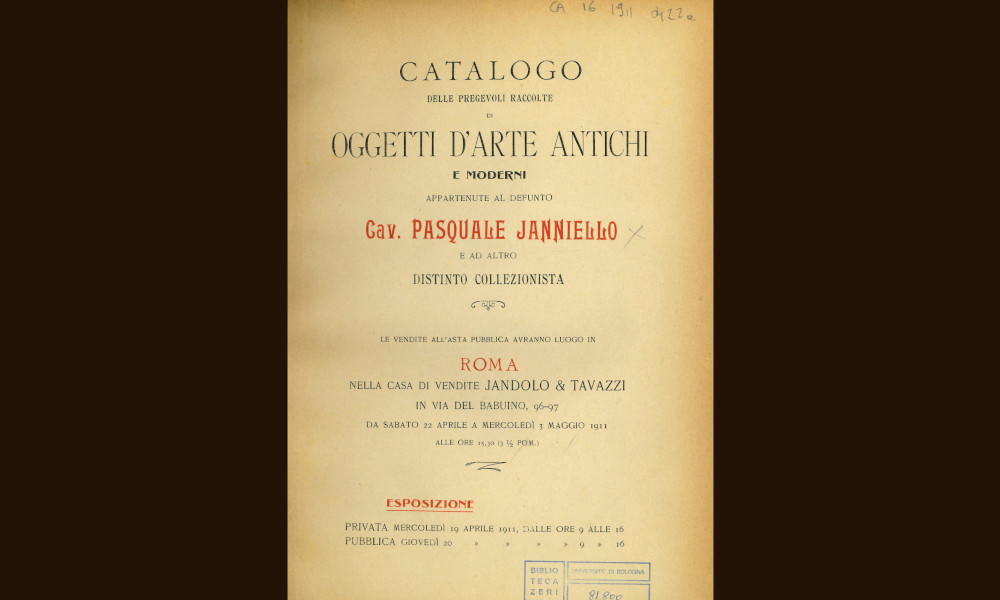 CA 16 1911 04 22 a
CATALOGO
DELLE PREGEVOLI RACCOLTE
DI
OGGETTI D'ARTE ANTICHI
E MODERNI
APPARTENUTE AL DEFUNTO
Cav. PASQUALE JANNIELLO
E AD ALTRO
DISTINTO COLLEZIONISTA
LE VENDITE ALL'ASTA PUBBLICA AVRANNO LUOGO IN
ROMA
NELLA CASA DI VENDITE JANDOLO & TAVAZZI
IN VIA DEL BABUINO, 96-97
DA SABATO 22 APRILE A MERCOLEDÌ 3 MAGGIO 1911
ALLE ORE 15,30 (3 ½ POM.)
ESPOSIZIONE
PRIVATA MERCOLEDÌ 19 APRILE 1911, DALLE ORE 9 ALLE 16
PUBBLICA GIOVEDÌ 20 » » » » 9 » 16
BIBLIO
TECA
ZERI
UNIVERSITÀ DI BOLOGNA
81800